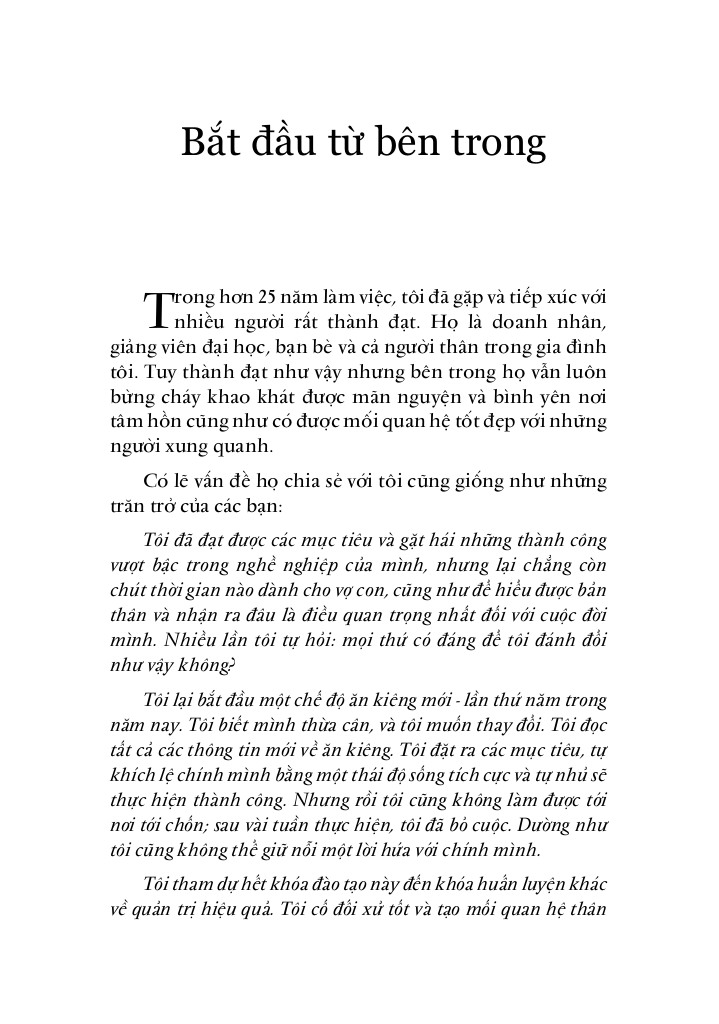 Bắt đầu từ bên trong
Trong hơn 25 năm làm việc, tôi đã gặp và tiếp xúc với
nhiều người rất thành đạt. Họ là doanh nhân,
giảng viên đại học, bạn bè và cả người thân trong gia đình
tôi. Tuy thành đạt như vậy nhưng bên trong họ vẫn luôn
bừng cháy khao khát được mãn nguyện và bình yên nơi
tâm hồn cũng như có được mối quan hệ tốt đẹp với những
người xung quanh.
Có lẽ vấn đề họ chia sẻ với tôi cũng giống như những
trăn trở của các bạn:
Tôi đã đạt được các mục tiêu và gặt hái những thành công
vượt bậc trong nghề nghiệp của mình, nhưng lại chẳng còn
chút thời gian nào dành cho vợ con, cũng như để hiểu được bản
thân và nhận ra đâu là điều quan trọng nhất đối với cuộc đời
mình. Nhiều lần tôi tự hỏi: mọi thứ có đáng để tôi đánh đổi
như vậy không?
Tôi lại bắt đầu một chế độ ăn kiêng mới - lần thứ năm trong
năm nay. Tôi biết mình thừa cân, và tôi muốn thay đổi. Tôi đọc
tất cả các thông tin mới về ăn kiêng. Tôi đặt ra các mục tiêu, tự
khích lệ chính mình bằng một thái độ sống tích cực và tự nhủ sẽ
thực hiện thành công. Nhưng rồi tôi cũng không làm được tới
nơi tới chốn; sau vài tuần thực hiện, tôi đã bỏ cuộc. Dường như
tôi cũng không thể giữ nổi một lời hứa với chính mình.
Tôi tham dự hết khóa đào tạo này đến khóa huấn luyện khác
về quản trị hiệu quả. Tôi cố đối xử tốt và tạo mối quan hệ thân